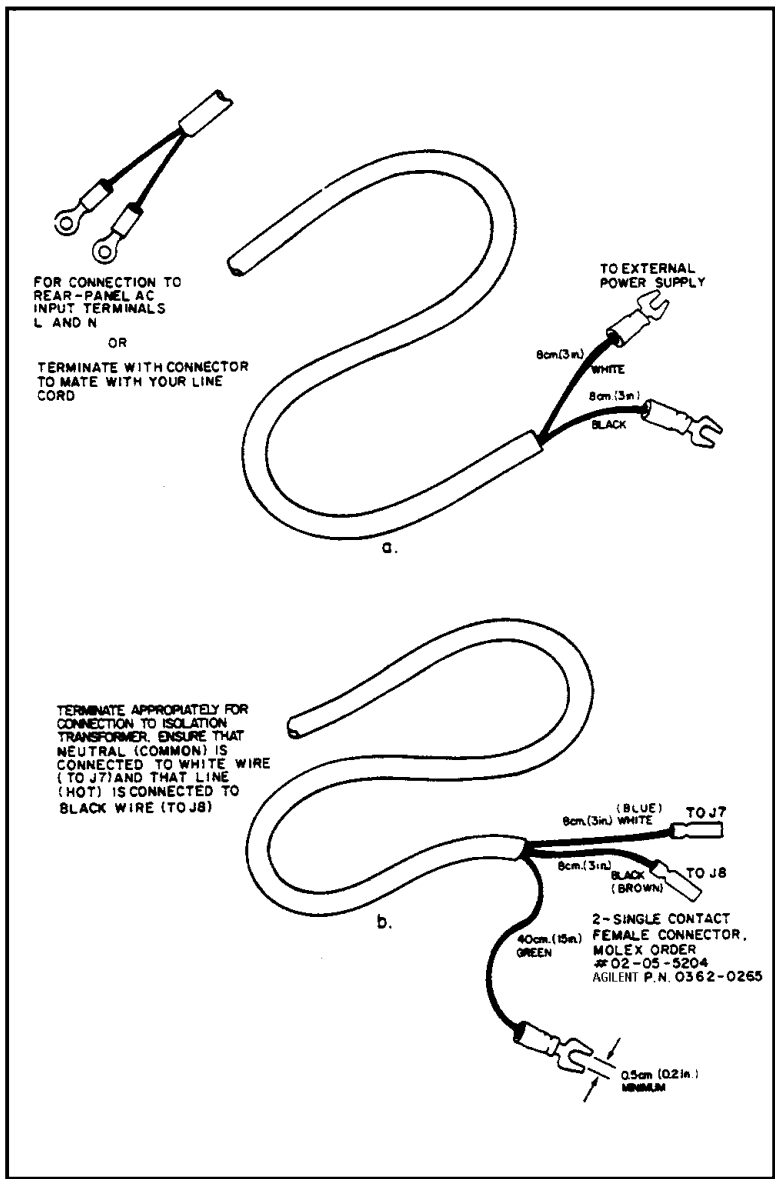 FOR CONNECTION TO
REAR-PANEL AC
INPUT TERMINALS
L AND N
OR
TERMINATE WITH CONNECTOR
TO MATE WITH YOUR LINE
CORD
TO EXTERNAL
POWER SUPPLY
8cm.(3in.)
WHITE
8cm.(3in)
BLACK
a.
TERMINATE APPROPIATELY FOR
CONNECTION TO ISOLATION
TRANSFORMER. ENSURE THAT
NEUTRAL (COMMON) IS
CONNECTED TO WHITE WIRE
(TO J7) AND THAT LINE
(HOT) IS CONNECTED TO
BLACK WIRE (TO J8)
(BLUE)
8cm.(3in.) WHITE
TO J7
8cm.(3in.)
BLACK
(BROWN)
TO J8
b.
40cm.(15in.)
GREEN
2-SINGLE CONTACT
FEMALE CONNECTOR,
MOLEX ORDER
#02-05-5204
AGILENT P.N. 0362-0265
0.5cm (0.2in.)
MINIMUM